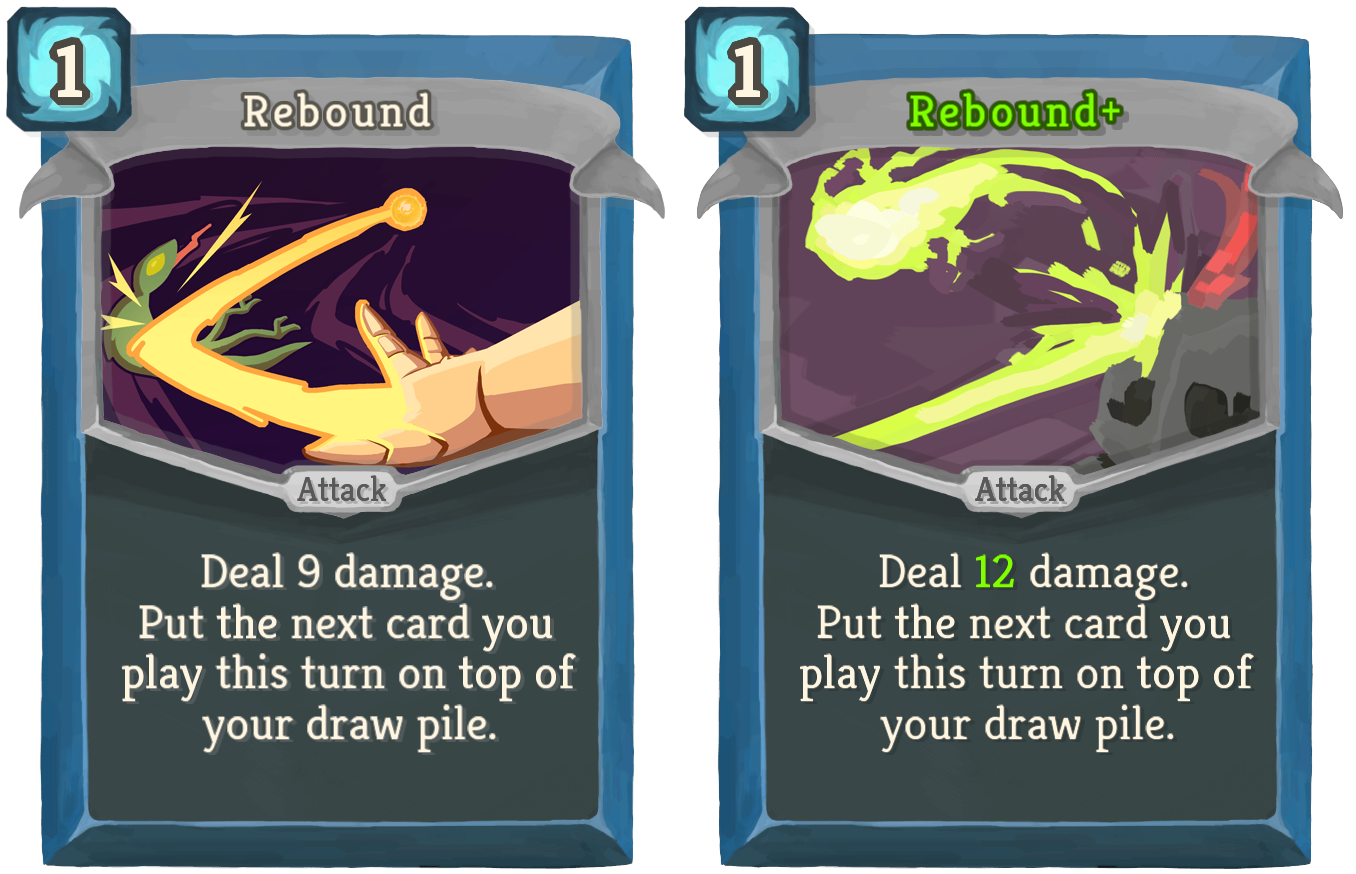 1
Rebound
Attack
Deal 9 damage.
Put the next card you
play this turn on top of
your draw pile.
1
Rebound+
Attack
Deal 12 damage.
Put the next card you
play this turn on top of
your draw pile.